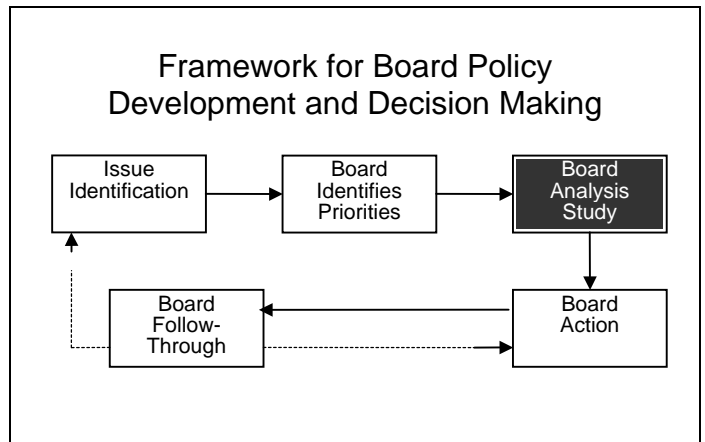 Framework for Board Policy
Development and Decision Making
Issue
Identification
Board
Identifies
Priorities
Board
Analysis
Study
Board
Follow-
Through
Board
Action